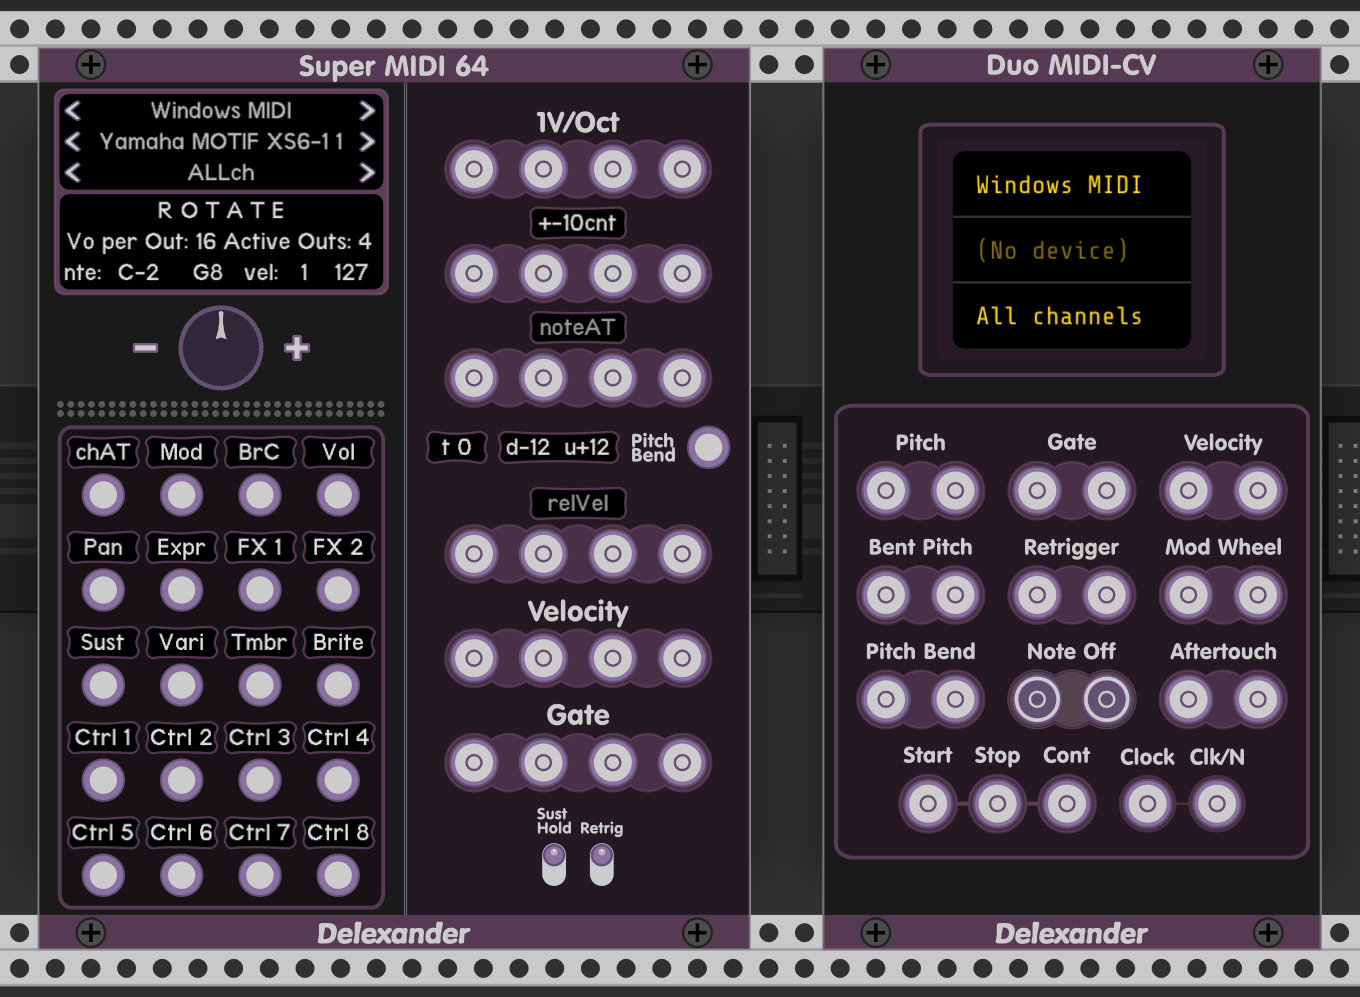 Super MIDI 64
Windows MIDI
Yamaha MOTIF XS6-1 1
ALLch
ROTATE
Vo per Out: 16 Active Outs: 4
nte: C-2 G8 vel: 1 127
- +
chAT Mod BrC Vol
Pan Expr FX 1 FX 2
Sust Vari Tmbr Brite
Ctrl 1 Ctrl 2 Ctrl 3 Ctrl 4
Ctrl 5 Ctrl 6 Ctrl 7 Ctrl 8
1V/Oct
+-10cnt
noteAT
t 0 d-12 u+12 Pitch
Bend
relVel
Velocity
Gate
Sust
Hold Retrig
Delexander
Duo MIDI-CV
Windows MIDI
(No device)
All channels
Pitch Gate Velocity
Bent Pitch Retrigger Mod Wheel
Pitch Bend Note Off Aftertouch
Start Stop Cont Clock Clk/N
Delexander